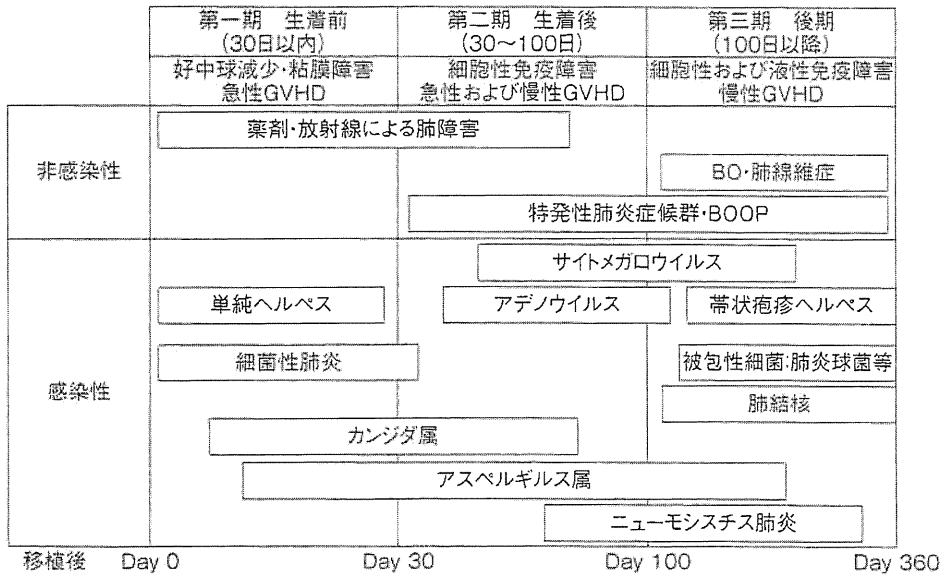 第一期 生着前
(30日以内)
第二期 生着後
(30～100日)
第三期 後期
(100日以降)
好中球減少・粘膜障害
急性GVHD
細胞性免疫障害
急性および慢性GVHD
細胞性および液性免疫障害
慢性GVHD
非感染性
薬剤・放射線による肺障害
BO・肺線維症
特発性肺炎症候群・BOOP
感染性
サイトメガロウイルス
単純ヘルペス
アデノウイルス
帯状疱疹ヘルペス
細菌性肺炎
被包性細菌:肺炎球菌等
肺結核
カンジダ属
アスペルギルス属
ニューモシスチス肺炎
移植後 Day 0 Day 30 Day 100 Day 360